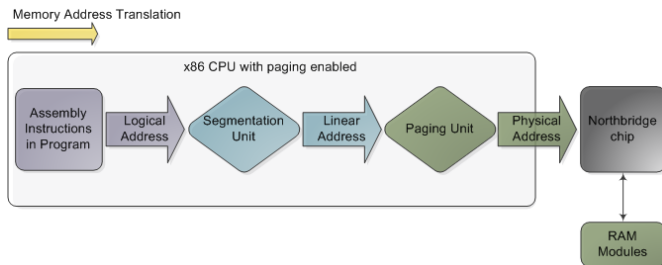 Memory Address Translation
x86 CPU with paging enabled
Assembly
Instructions
in Program
Logical
Address
Segmentation
Unit
Linear
Address
Paging Unit
Physical
Address
Northbridge
chip
RAM
Modules